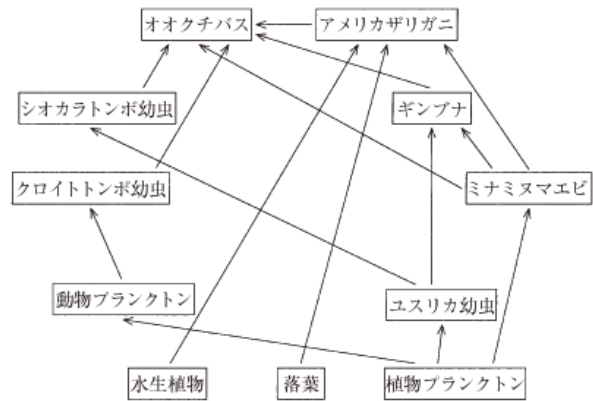 オオクチバス
アメリカザリガニ
シオカラトンボ幼虫
ギンブナ
クロイトトンボ幼虫
ミナミヌマエビ
動物プランクトン
ユスリカ幼虫
水生植物
落葉
植物プランクトン